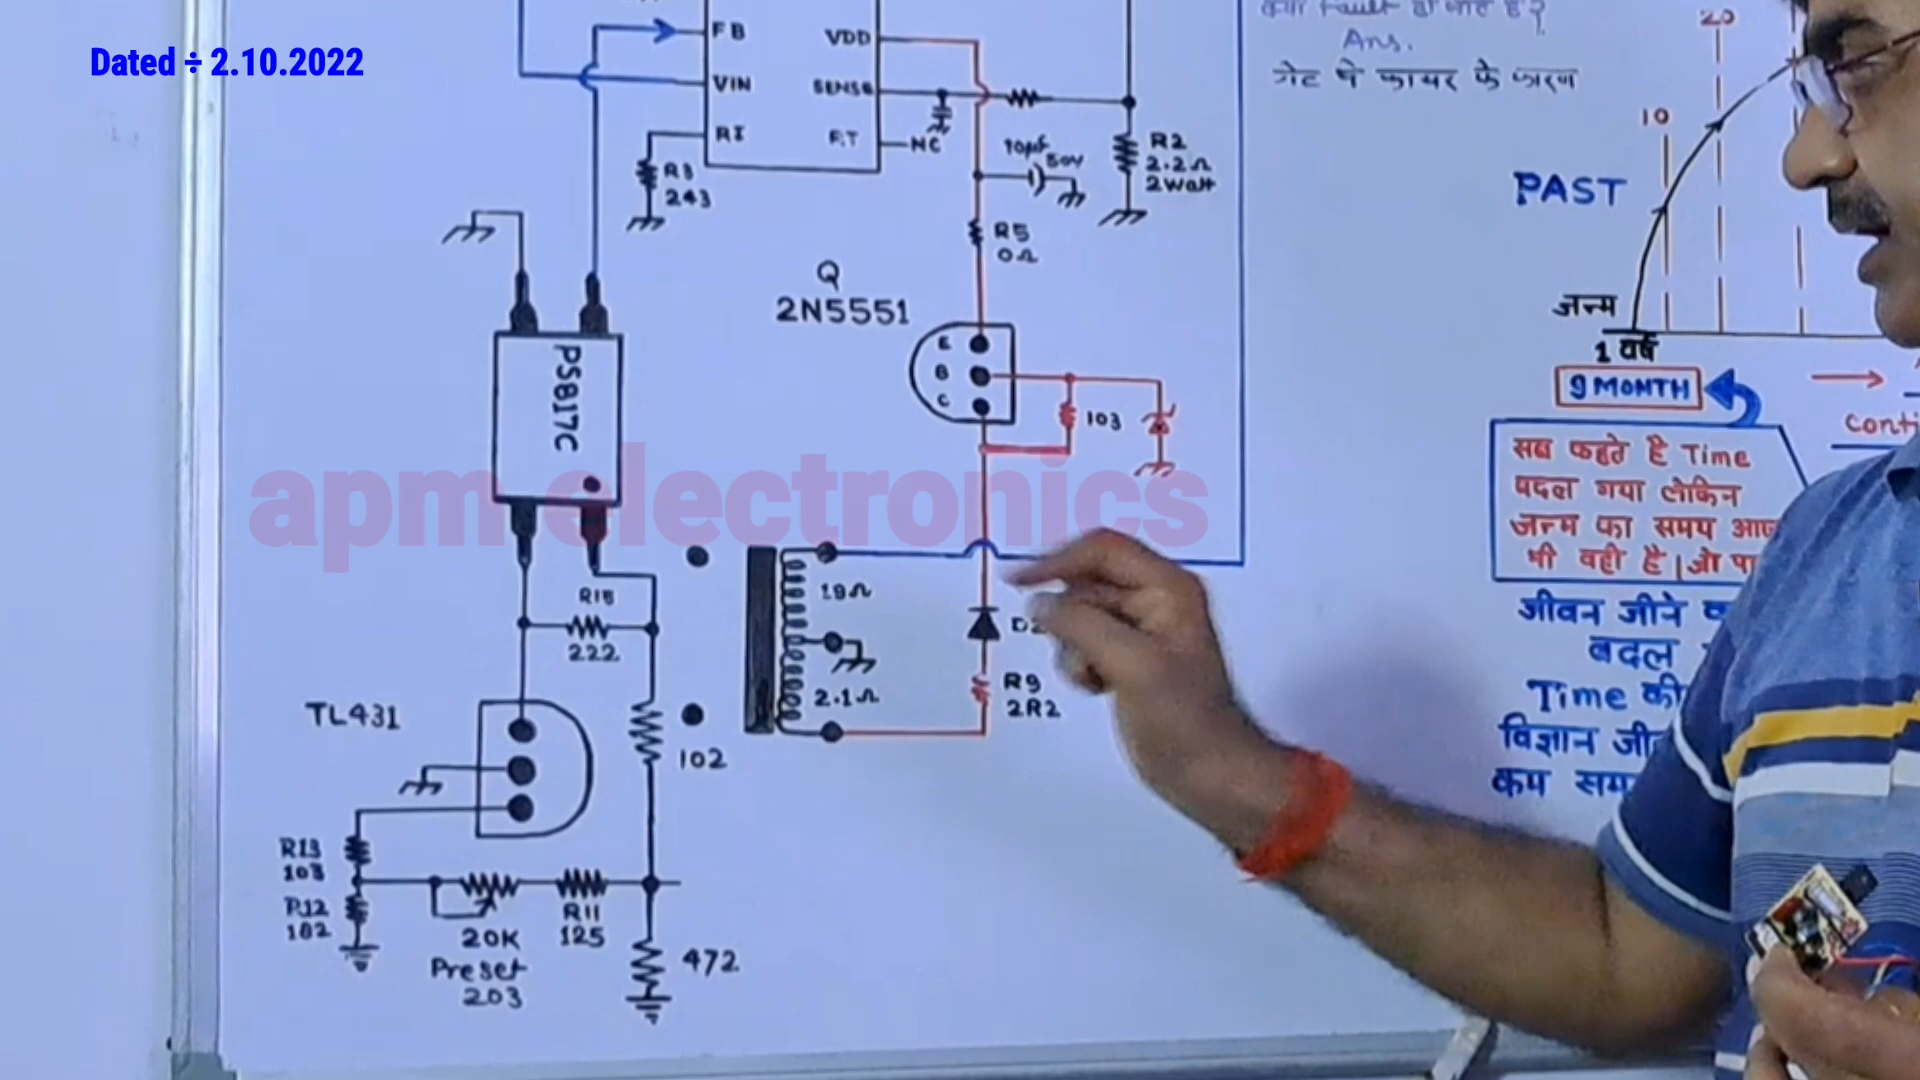 Dated ÷ 2.10.2022
FB
VDD
VIN
SENSE
RI
NC
R3
243
10µf
50V
R2
2.2Ω
2Watt
R5
0Ω
Q
2N5551
E
B
C
103
PS817C
apm electronics
R15
222
19Ω
2.1Ω
R9
2R2
TL431
102
R13
103
R12
182
20K
Preset
203
R11
125
472
Ans.
गेट पे फायर के कारण
20
10
PAST
जन्म
1 वर्ष
9 MONTH
conti
सब कहते है Time
बदल गया लेकिन
जन्म का समय आज
भी वही है।
जीवन जीने
बदल
Time की
विज्ञान
कम